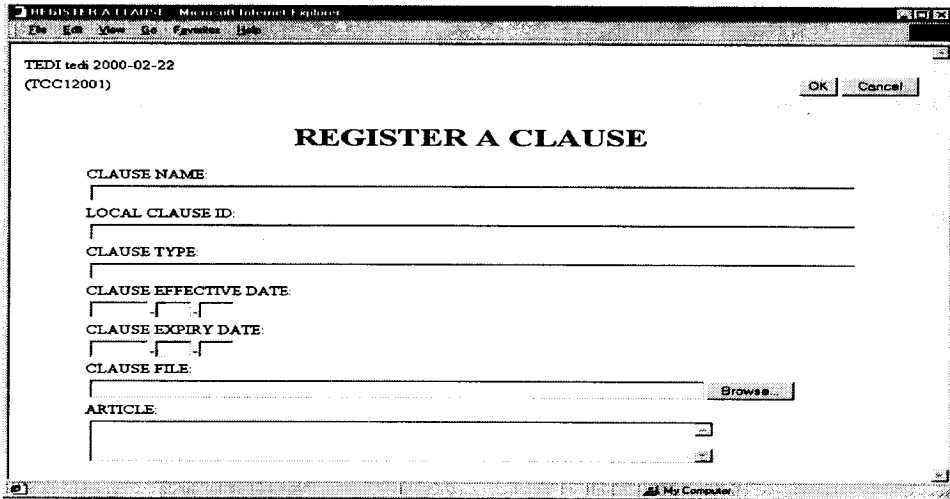 REGISTER A CLAUSE - Microsoft Internet Explorer
File Edit View Go Favorites Help
TEDI tedi 2000-02-22
(TCC12001)
OK Cancel
REGISTER A CLAUSE
CLAUSE NAME:
LOCAL CLAUSE ID:
CLAUSE TYPE:
CLAUSE EFFECTIVE DATE:
- -
CLAUSE EXPIRY DATE:
- -
CLAUSE FILE:
Browse...
ARTICLE:
My Computer